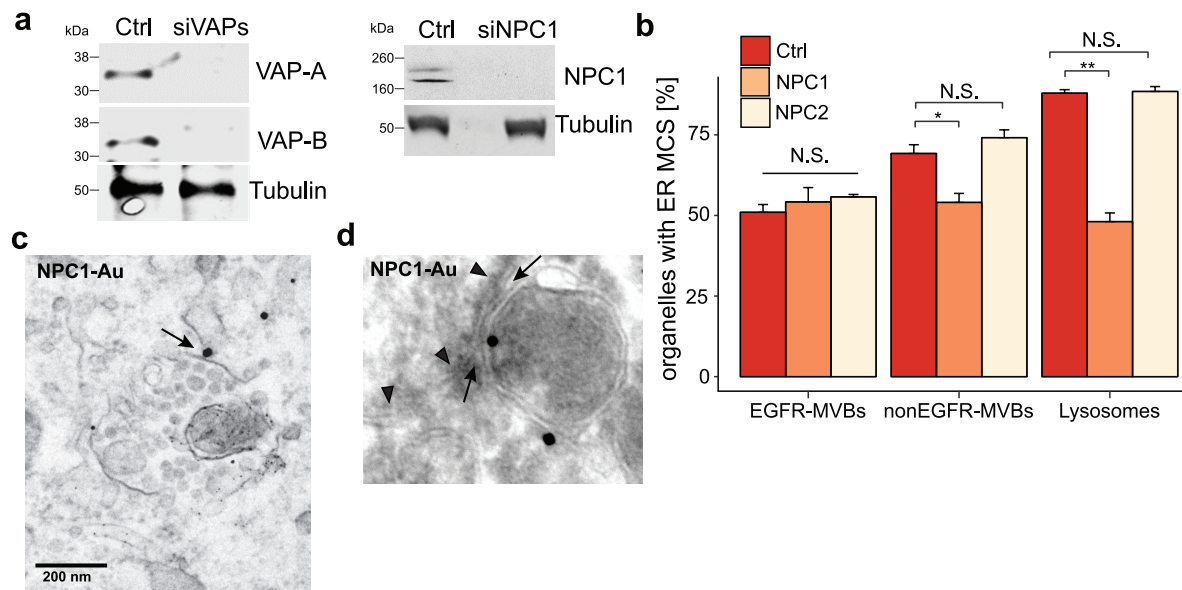 a
kDa
Ctrl
siVAPs
38
30
VAP-A
38
30
VAP-B
50
Tubulin
kDa
Ctrl
siNPC1
260
160
NPC1
50
Tubulin
b
Ctrl
NPC1
NPC2
organelles with ER MCS [%]
75
50
25
0
N.S.
N.S.
*
N.S.
**
EGFR-MVBs
nonEGFR-MVBs
Lysosomes
c
NPC1-Au
200 nm
d
NPC1-Au